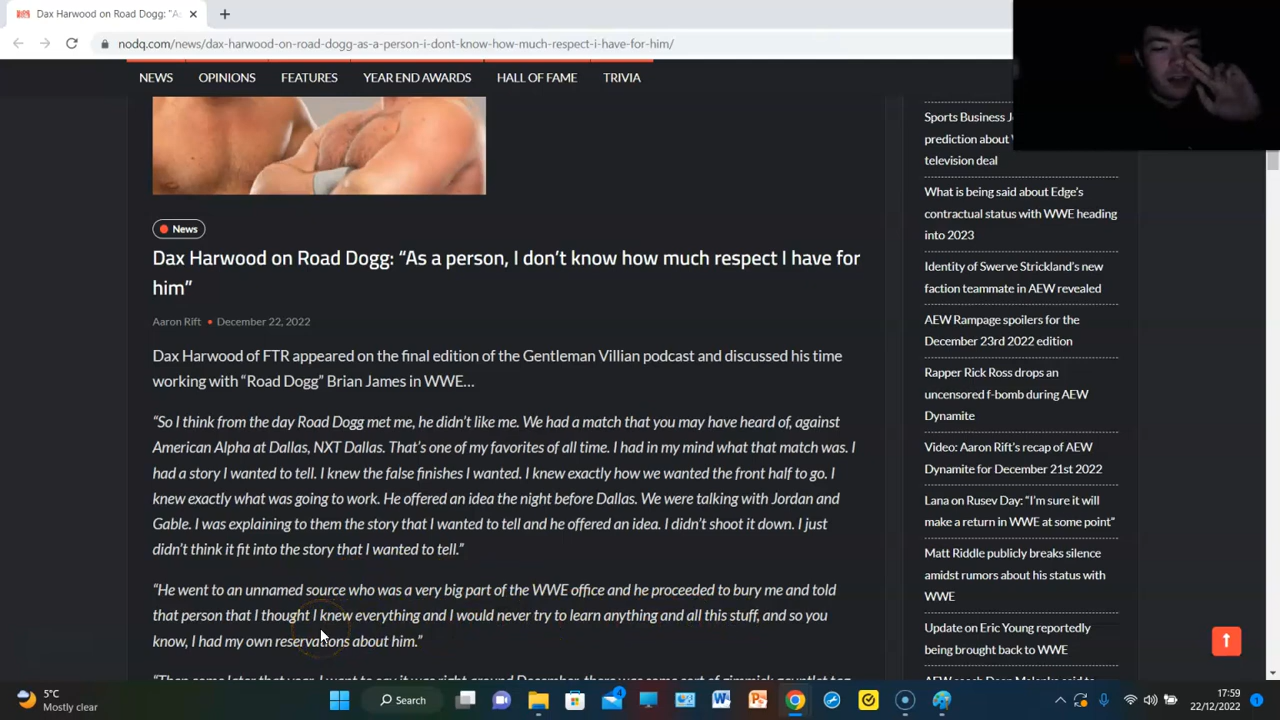 Dax Harwood on Road Dogg: "As
nodq.com/news/dax-harwood-on-road-dogg-as-a-person-i-dont-know-how-much-respect-i-have-for-him/
NEWS OPINIONS FEATURES YEAR END AWARDS HALL OF FAME TRIVIA
News
Dax Harwood on Road Dogg: “As a person, I don’t know how much respect I have for
him”
Aaron Rift • December 22, 2022
Dax Harwood of FTR appeared on the final edition of the Gentleman Villian podcast and discussed his time
working with “Road Dogg” Brian James in WWE…
“So I think from the day Road Dogg met me, he didn’t like me. We had a match that you may have heard of, against
American Alpha at Dallas, NXT Dallas. That’s one of my favorites of all time. I had in my mind what that match was. I
had a story I wanted to tell. I knew the false finishes I wanted. I knew exactly how we wanted the front half to go. I
knew exactly what was going to work. He offered an idea the night before Dallas. We were talking with Jordan and
Gable. I was explaining to them the story that I wanted to tell and he offered an idea. I didn’t shoot it down. I just
didn’t think it fit into the story that I wanted to tell.”
“He went to an unnamed source who was a very big part of the WWE office and he proceeded to bury me and told
that person that I thought I knew everything and I would never try to learn anything and all this stuff, and so you
know, I had my own reservations about him.”
Sports Business
prediction about
television deal
What is being said about Edge’s
contractual status with WWE heading
into 2023
Identity of Swerve Strickland’s new
faction teammate in AEW revealed
AEW Rampage spoilers for the
December 23rd 2022 edition
Rapper Rick Ross drops an
uncensored f-bomb during AEW
Dynamite
Video: Aaron Rift’s recap of AEW
Dynamite for December 21st 2022
Lana on Rusev Day: “I’m sure it will
make a return in WWE at some point”
Matt Riddle publicly breaks silence
amidst rumors about his status with
WWE
Update on Eric Young reportedly
being brought back to WWE
5°C
Mostly clear
Search
4
17:59
22/12/2022
1